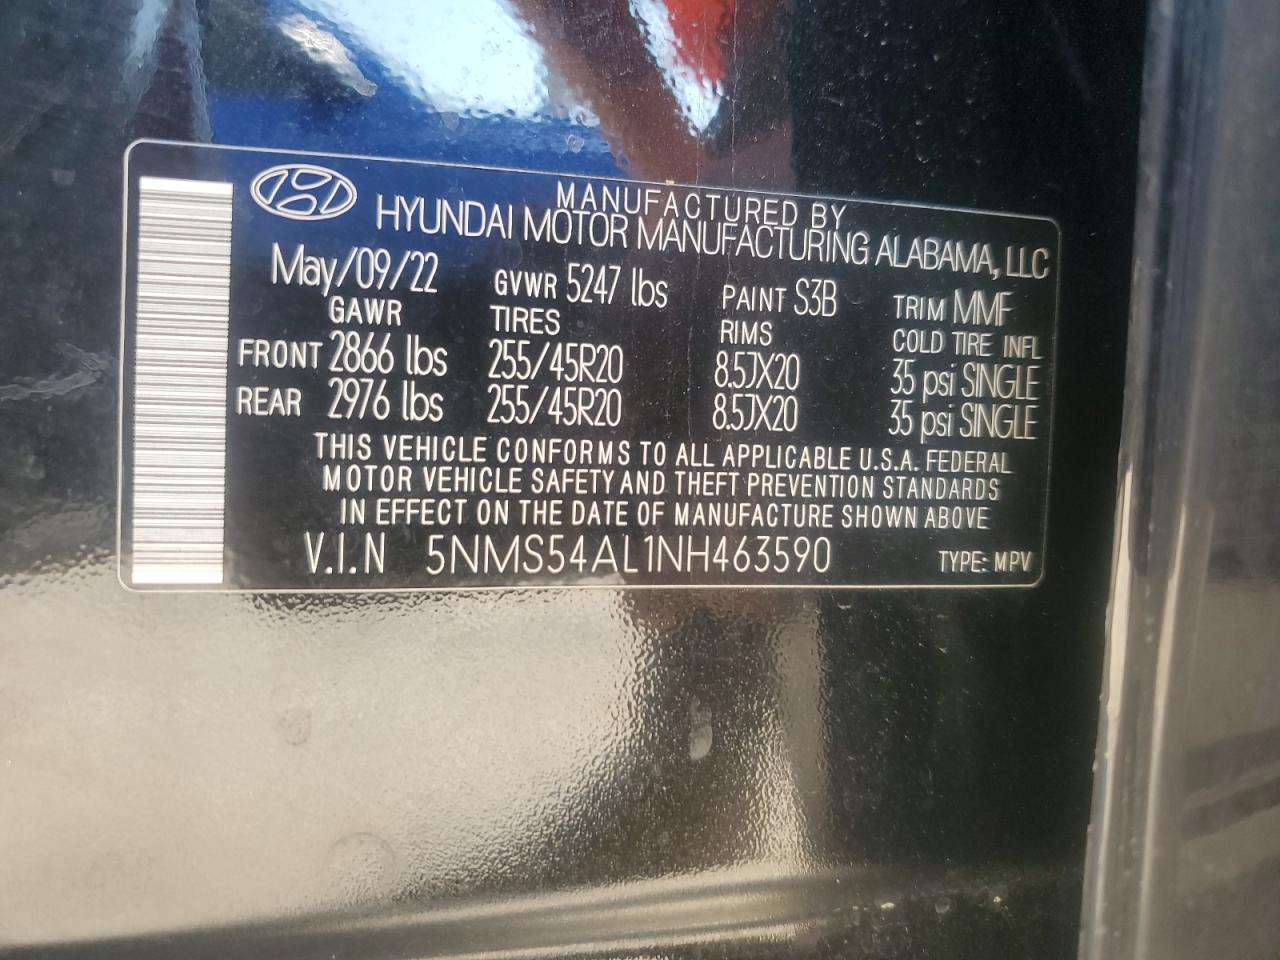 MANUFACTURED BY
HYUNDAI MOTOR MANUFACTURING ALABAMA, LLC
May/09/22 GVWR 5247 lbs PAINT S3B TRIM MMF
GAWR TIRES RIMS COLD TIRE INFL
FRONT 2866 lbs 255/45R20 8.5JX20 35 psi SINGLE
REAR 2976 lbs 255/45R20 8.5JX20 35 psi SINGLE
THIS VEHICLE CONFORMS TO ALL APPLICABLE U.S.A. FEDERAL
MOTOR VEHICLE SAFETY AND THEFT PREVENTION STANDARDS
IN EFFECT ON THE DATE OF MANUFACTURE SHOWN ABOVE
V.I.N 5NMS54AL1NH463590 TYPE: MPV